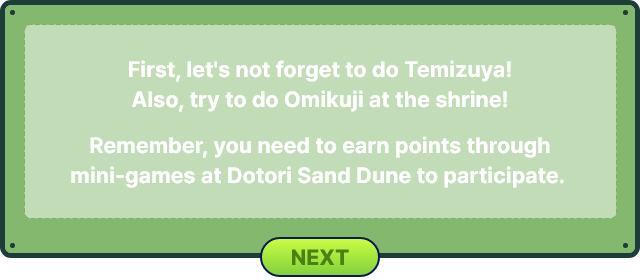 First, let's not forget to do Temizuya!
Also, try to do Omikuji at the shrine!
Remember, you need to earn points through
mini-games at Dotori Sand Dune to participate.
NEXT